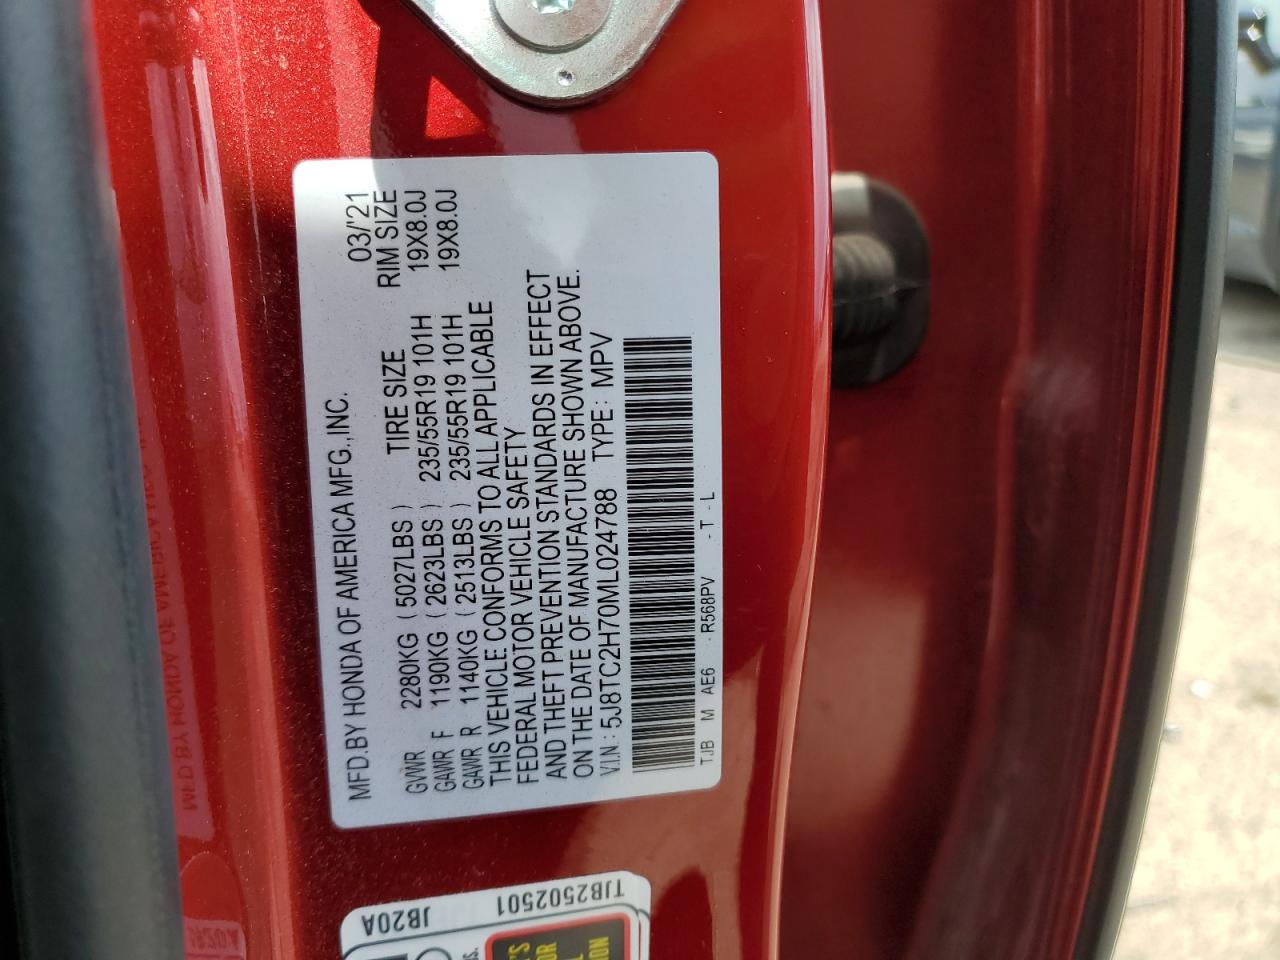 MFD.BY HONDA OF AMERICA MFG.,INC. 03/'21
TIRE SIZE RIM SIZE
GVWR 2280KG ( 5027LBS )
GAWR F 1190KG ( 2623LBS ) 235/55R19 101H 19X8.0J
GAWR R 1140KG ( 2513LBS ) 235/55R19 101H 19X8.0J
THIS VEHICLE CONFORMS TO ALL APPLICABLE
FEDERAL MOTOR VEHICLE SAFETY
AND THEFT PREVENTION STANDARDS IN EFFECT
ON THE DATE OF MANUFACTURE SHOWN ABOVE.
V.I.N : 5J8TC2H70ML024788 TYPE: MPV
TJB M AE6 - R568PV - T - L
TJB2502501
JB20A